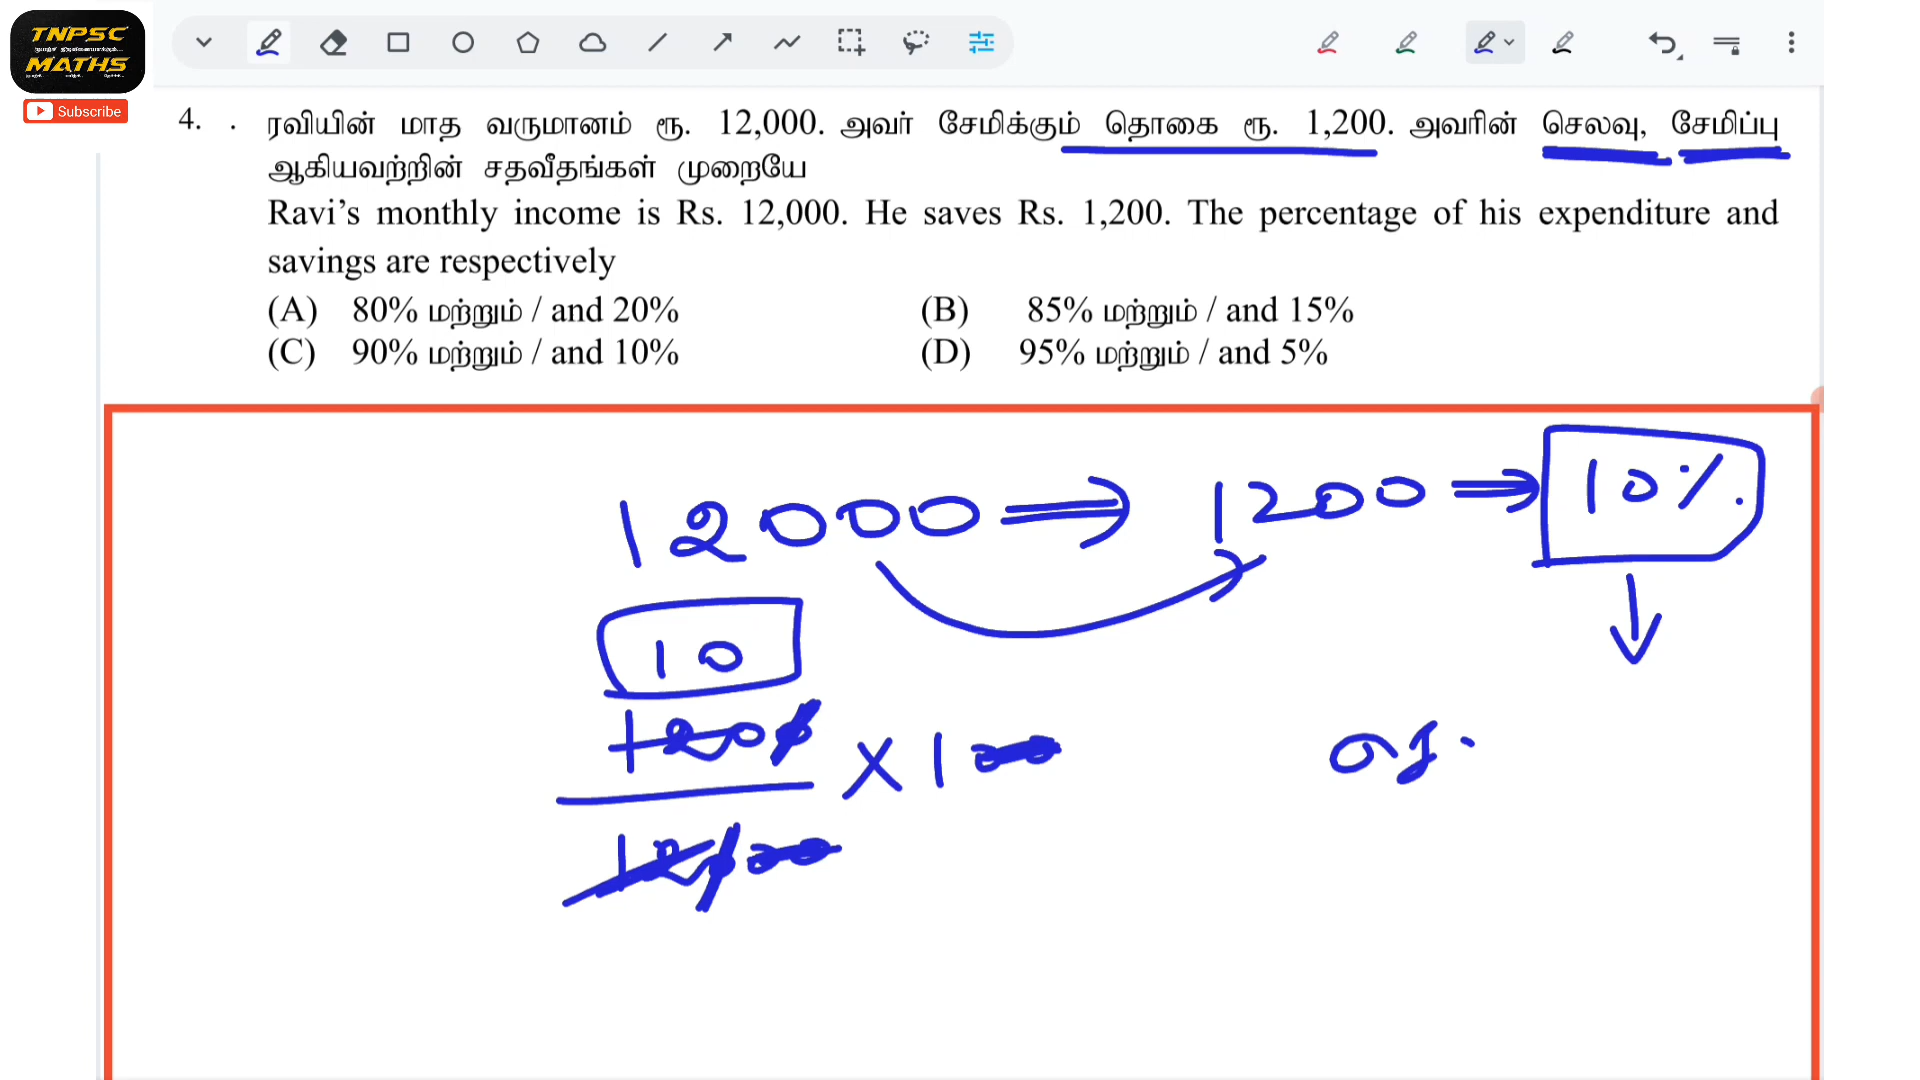 TNPSC
MATHS
Subscribe
4. . ரவியின் மாத வருமானம் ரூ. 12,000. அவர் சேமிக்கும் தொகை ரூ. 1,200. அவரின் செலவு, சேமிப்பு
ஆகியவற்றின் சதவீதங்கள் முறையே
Ravi's monthly income is Rs. 12,000. He saves Rs. 1,200. The percentage of his expenditure and
savings are respectively
(A) 80% மற்றும் / and 20% (B) 85% மற்றும் / and 15%
(C) 90% மற்றும் / and 10% (D) 95% மற்றும் / and 5%
12000 ⇒ 1200 ⇒ 10%.
10
1200 × 100
12000